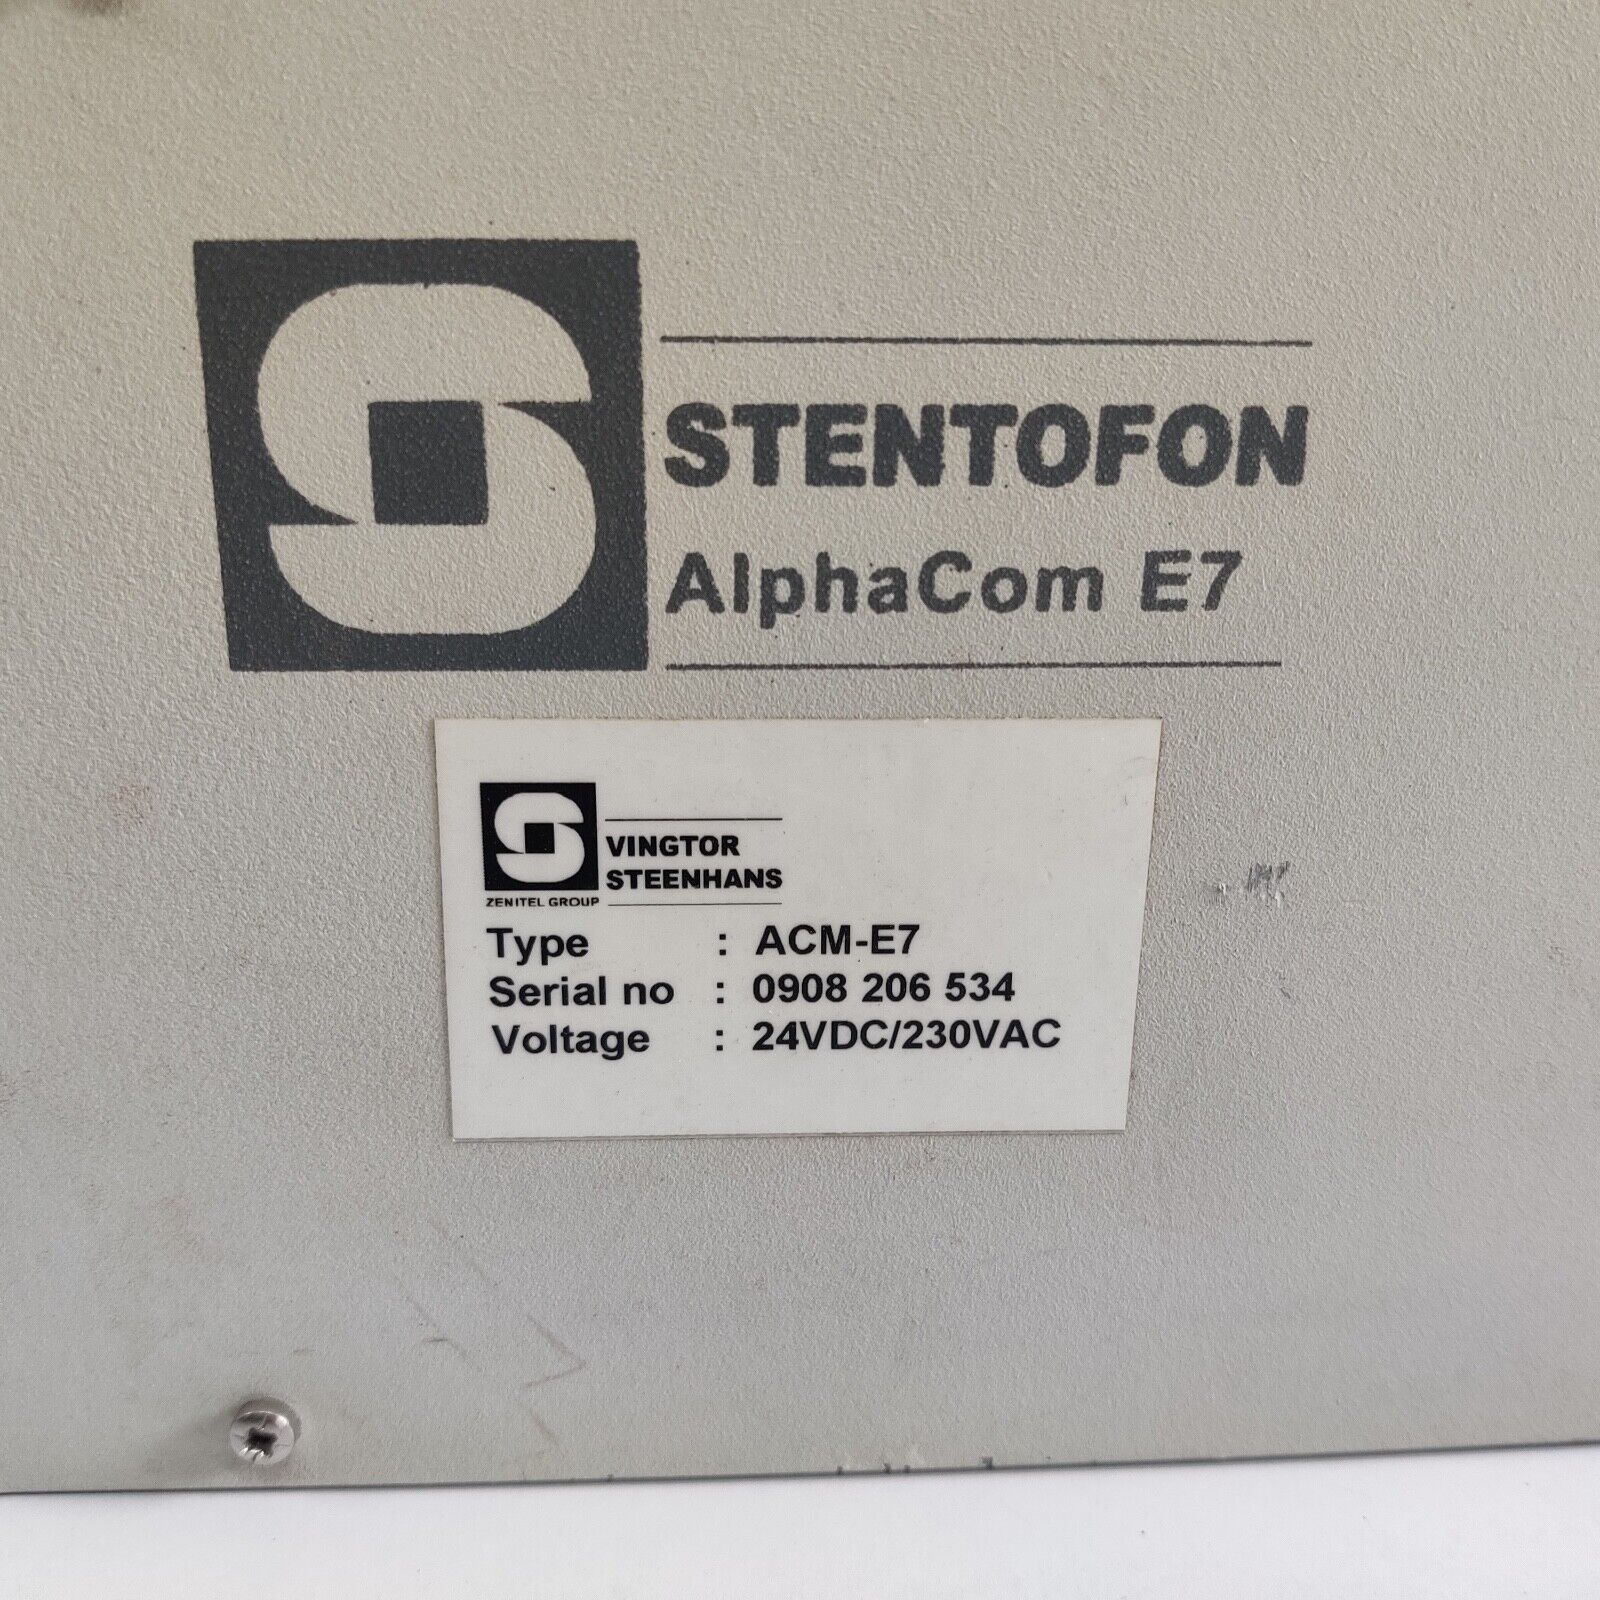 STENTOFON
AlphaCom E7
VINGTOR
STEENHANS
ZENITEL GROUP
Type : ACM-E7
Serial no : 0908 206 534
Voltage : 24VDC/230VAC